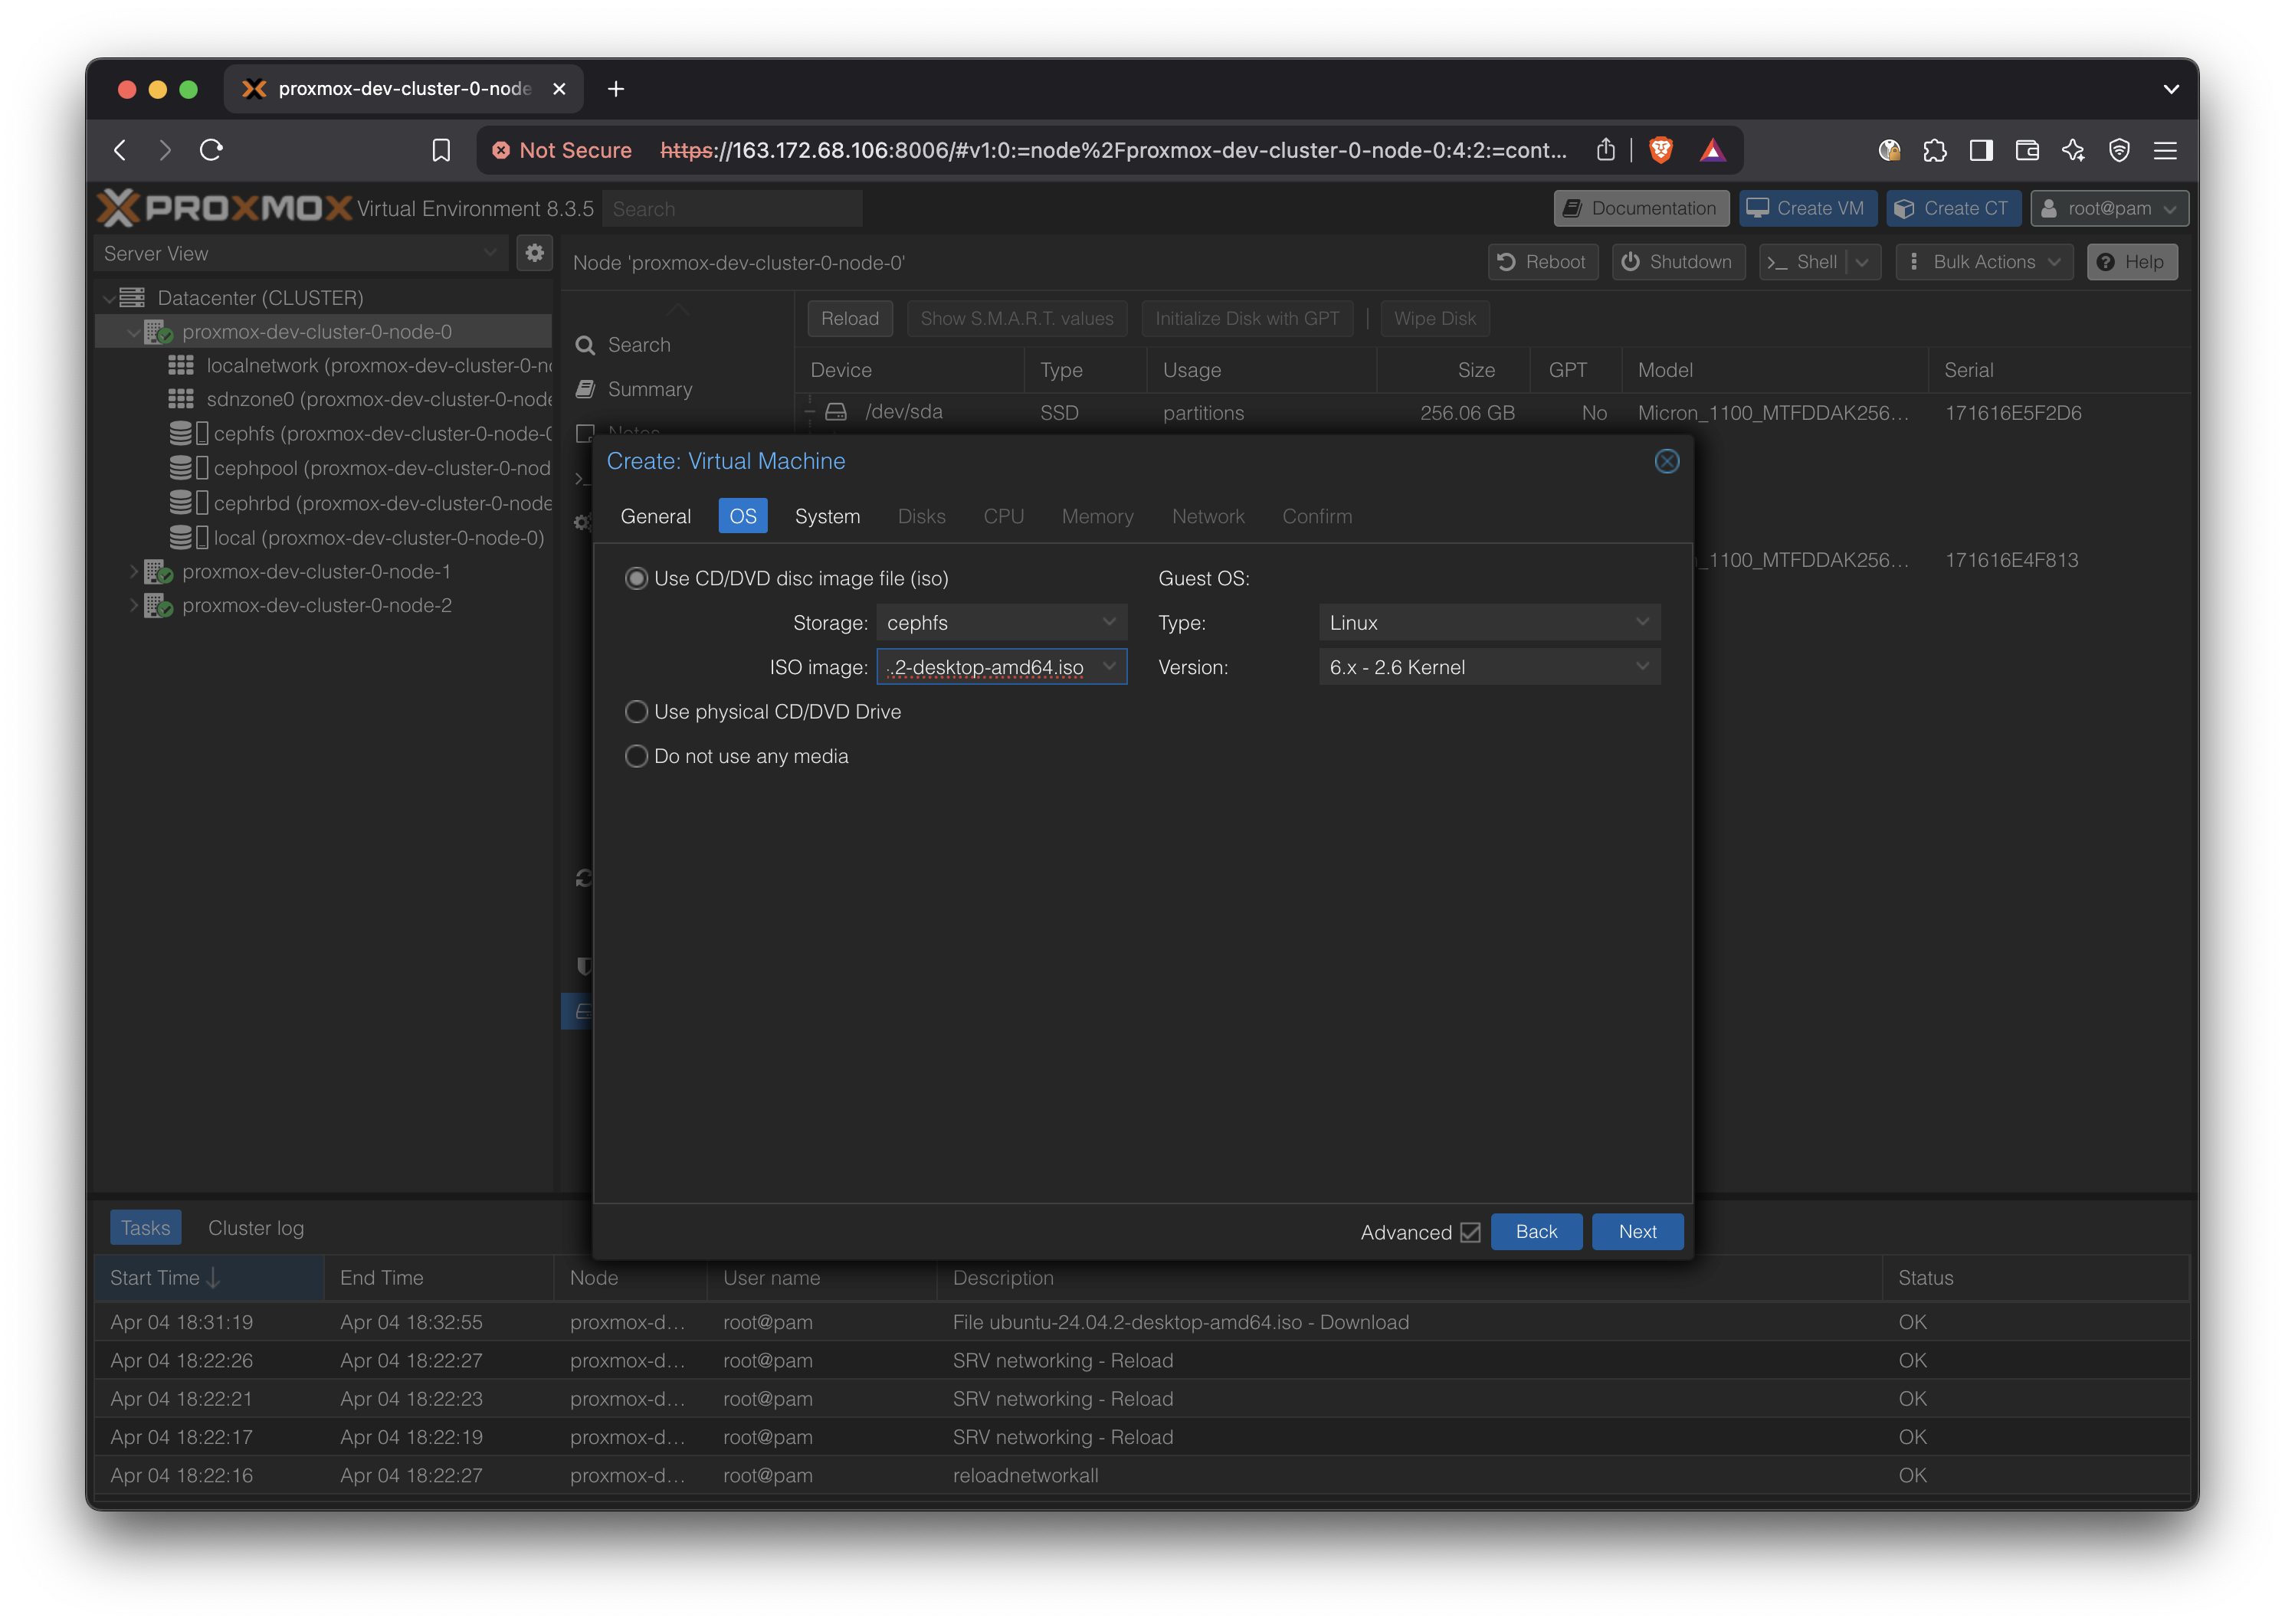 proxmox-dev-cluster-0-node
Not Secure https://163.172.68.106:8006/#v1:0:=node%2Fproxmox-dev-cluster-0-node-0:4:2:=cont...
PROXMOX Virtual Environment 8.3.5 Search Documentation Create VM Create CT root@pam
Server View
Node 'proxmox-dev-cluster-0-node-0' Reboot Shutdown Shell Bulk Actions Help
Datacenter (CLUSTER)
proxmox-dev-cluster-0-node-0
localnetwork (proxmox-dev-cluster-0-no
sdnzone0 (proxmox-dev-cluster-0-node
cephfs (proxmox-dev-cluster-0-node-0
cephpool (proxmox-dev-cluster-0-nod
cephrbd (proxmox-dev-cluster-0-node
local (proxmox-dev-cluster-0-node-0)
proxmox-dev-cluster-0-node-1
proxmox-dev-cluster-0-node-2
Search
Summary
Notes
Reload Show S.M.A.R.T. values Initialize Disk with GPT Wipe Disk
Device Type Usage Size GPT Model Serial
/dev/sda SSD partitions 256.06 GB No Micron_1100_MTFDDAK256... 171616E5F2D6
_1100_MTFDDAK256... 171616E4F813
Create: Virtual Machine
General OS System Disks CPU Memory Network Confirm
Use CD/DVD disc image file (iso) Guest OS:
Storage: cephfs Type: Linux
ISO image: .2-desktop-amd64.iso Version: 6.x - 2.6 Kernel
Use physical CD/DVD Drive
Do not use any media
Advanced Back Next
Tasks Cluster log
Start Time End Time Node User name Description Status
Apr 04 18:31:19 Apr 04 18:32:55 proxmox-d... root@pam File ubuntu-24.04.2-desktop-amd64.iso - Download OK
Apr 04 18:22:26 Apr 04 18:22:27 proxmox-d... root@pam SRV networking - Reload OK
Apr 04 18:22:21 Apr 04 18:22:23 proxmox-d... root@pam SRV networking - Reload OK
Apr 04 18:22:17 Apr 04 18:22:19 proxmox-d... root@pam SRV networking - Reload OK
Apr 04 18:22:16 Apr 04 18:22:27 proxmox-d... root@pam reloadnetworkall OK